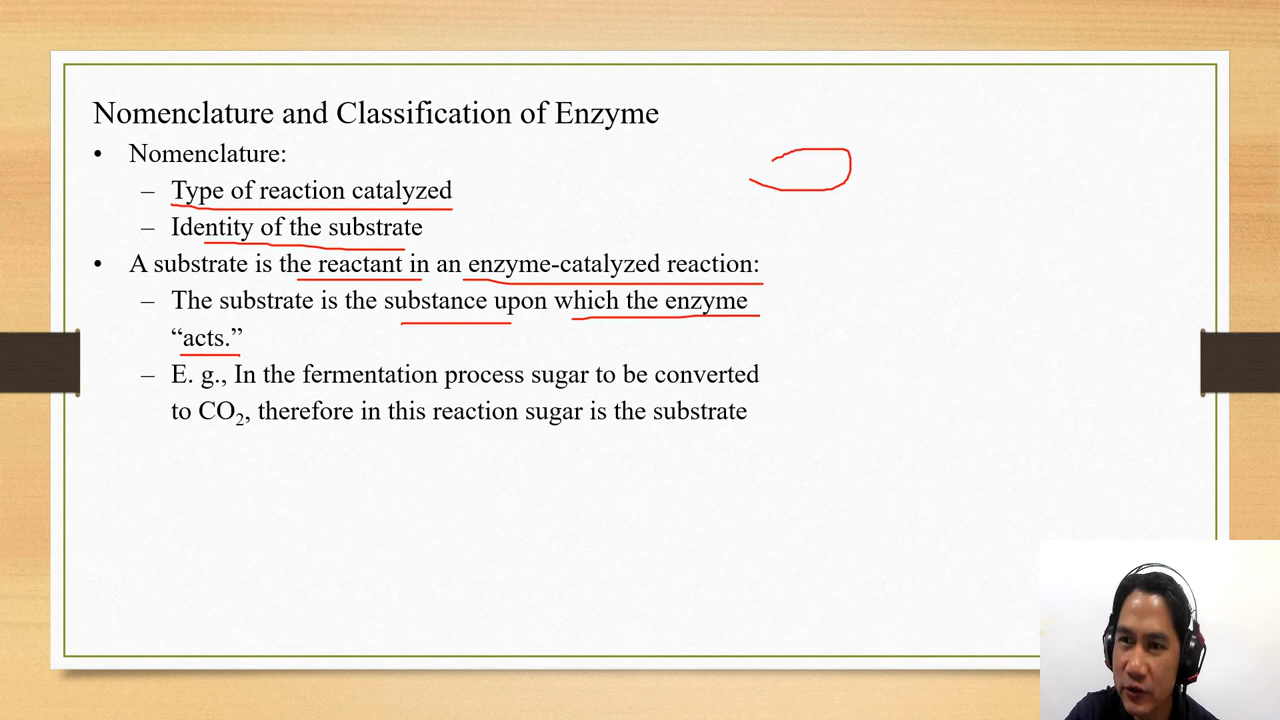 Nomenclature and Classification of Enzyme
• Nomenclature:
– Type of reaction catalyzed
– Identity of the substrate
• A substrate is the reactant in an enzyme-catalyzed reaction:
– The substrate is the substance upon which the enzyme
“acts.”
– E. g., In the fermentation process sugar to be converted
to CO₂, therefore in this reaction sugar is the substrate